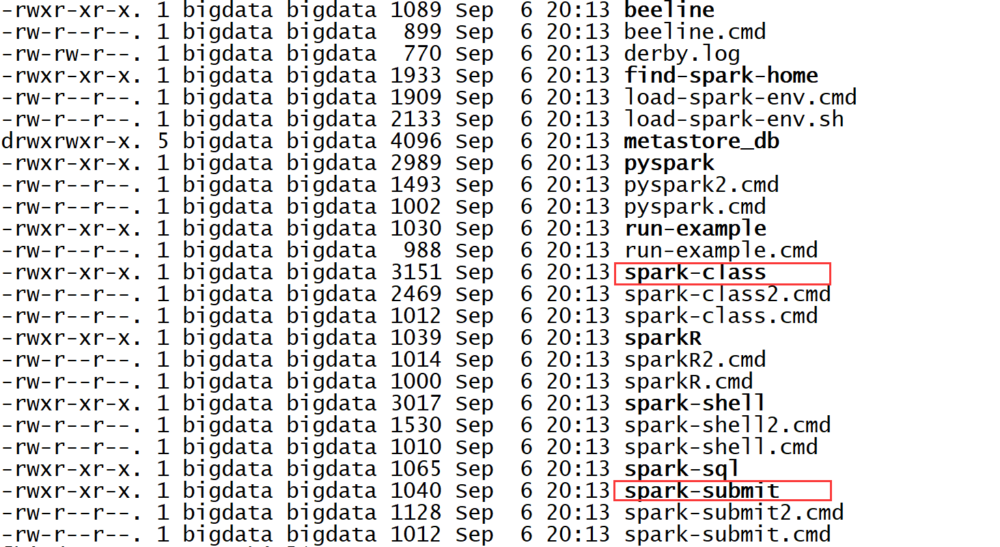 -rwxr-xr-x. 1 bigdata bigdata 1089 Sep  6 20:13 beeline
-rw-r--r--. 1 bigdata bigdata  899 Sep  6 20:13 beeline.cmd
-rw-rw-r--. 1 bigdata bigdata  770 Sep  6 20:13 derby.log
-rwxr-xr-x. 1 bigdata bigdata 1933 Sep  6 20:13 find-spark-home
-rw-r--r--. 1 bigdata bigdata 1909 Sep  6 20:13 load-spark-env.cmd
-rw-r--r--. 1 bigdata bigdata 2133 Sep  6 20:13 load-spark-env.sh
drwxrwxr-x. 5 bigdata bigdata 4096 Sep  6 20:13 metastore_db
-rwxr-xr-x. 1 bigdata bigdata 2989 Sep  6 20:13 pyspark
-rw-r--r--. 1 bigdata bigdata 1493 Sep  6 20:13 pyspark2.cmd
-rw-r--r--. 1 bigdata bigdata 1002 Sep  6 20:13 pyspark.cmd
-rwxr-xr-x. 1 bigdata bigdata 1030 Sep  6 20:13 run-example
-rw-r--r--. 1 bigdata bigdata  988 Sep  6 20:13 run-example.cmd
-rwxr-xr-x. 1 bigdata bigdata 3151 Sep  6 20:13 spark-class
-rw-r--r--. 1 bigdata bigdata 2469 Sep  6 20:13 spark-class2.cmd
-rw-r--r--. 1 bigdata bigdata 1012 Sep  6 20:13 spark-class.cmd
-rwxr-xr-x. 1 bigdata bigdata 1039 Sep  6 20:13 sparkR
-rw-r--r--. 1 bigdata bigdata 1014 Sep  6 20:13 sparkR2.cmd
-rw-r--r--. 1 bigdata bigdata 1000 Sep  6 20:13 sparkR.cmd
-rwxr-xr-x. 1 bigdata bigdata 3017 Sep  6 20:13 spark-shell
-rw-r--r--. 1 bigdata bigdata 1530 Sep  6 20:13 spark-shell2.cmd
-rw-r--r--. 1 bigdata bigdata 1010 Sep  6 20:13 spark-shell.cmd
-rwxr-xr-x. 1 bigdata bigdata 1065 Sep  6 20:13 spark-sql
-rwxr-xr-x. 1 bigdata bigdata 1040 Sep  6 20:13 spark-submit
-rw-r--r--. 1 bigdata bigdata 1128 Sep  6 20:13 spark-submit2.cmd
-rw-r--r--. 1 bigdata bigdata 1012 Sep  6 20:13 spark-submit.cmd